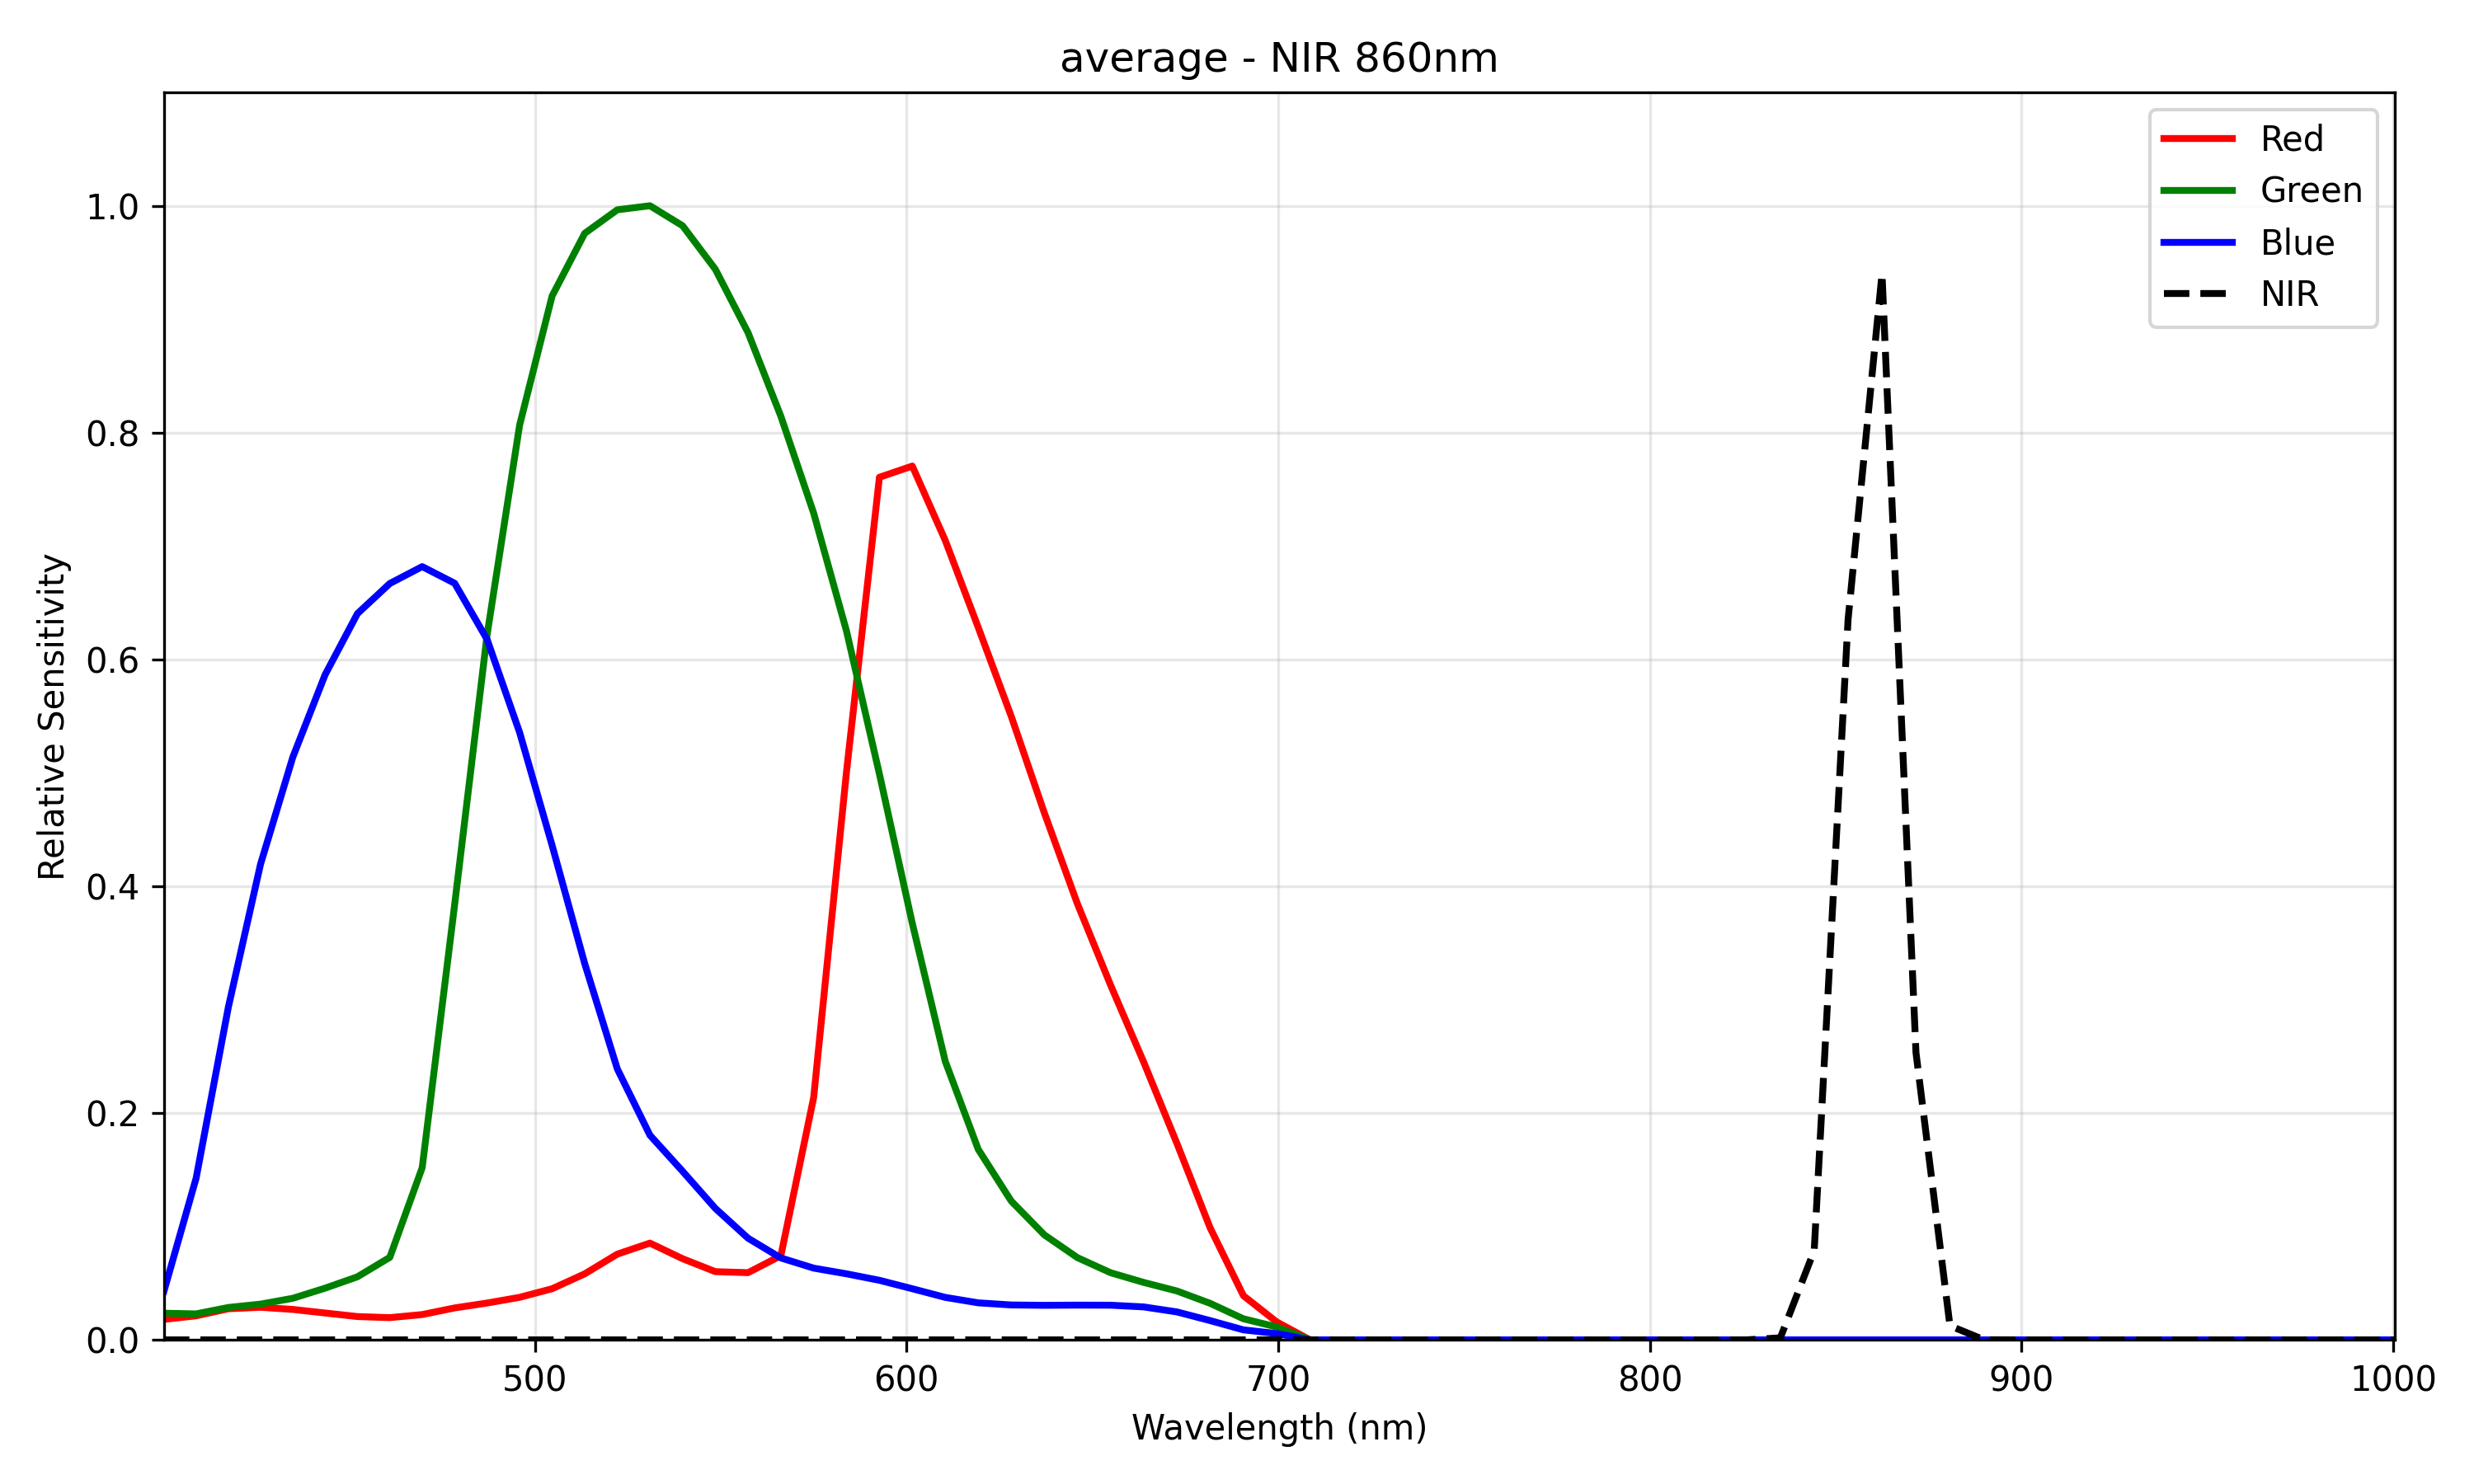 average - NIR 860nm
Red
Green
Blue
NIR
1.0
0.8
0.6
0.4
0.2
0.0
Relative Sensitivity
500 600 700 800 900 1000
Wavelength (nm)